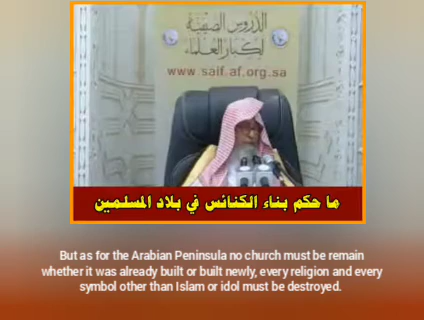 الدروس الصيفية
لكبار العلماء
www.saif.af.org.sa
ما حكم بناء الكنائس في بلاد المسلمين
But as for the Arabian Peninsula no church must be remain
whether it was already built or built newly, every religion and every
symbol other than Islam or idol must be destroyed.